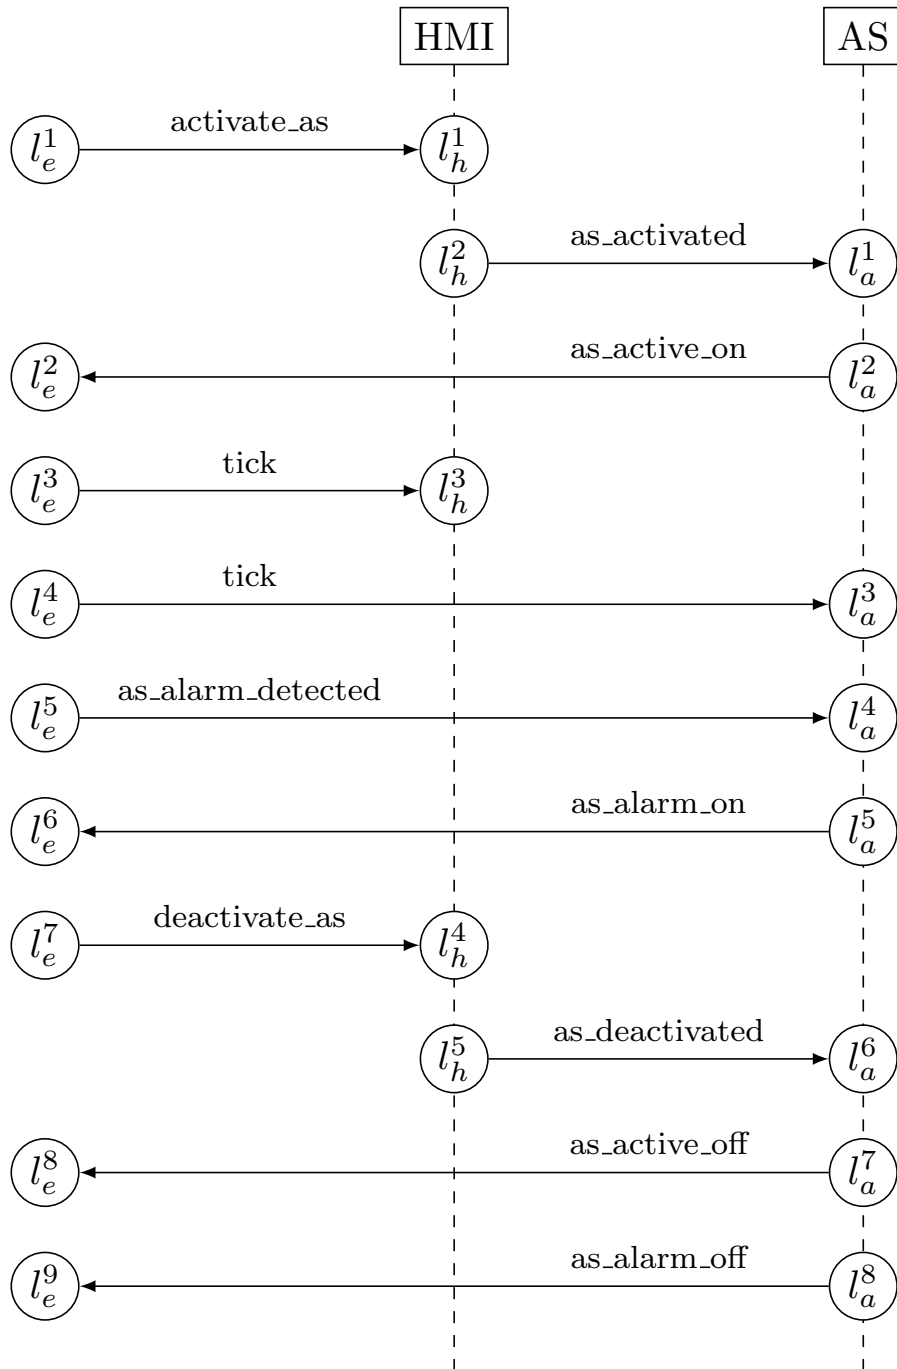 HMI AS
activate_as
l_e^1 l_h^1
as_activated
l_h^2 l_a^1
as_active_on
l_e^2 l_a^2
tick
l_e^3 l_h^3
tick
l_e^4 l_a^3
as_alarm_detected
l_e^5 l_a^4
as_alarm_on
l_e^6 l_a^5
deactivate_as
l_e^7 l_h^4
as_deactivated
l_h^5 l_a^6
as_active_off
l_e^8 l_a^7
as_alarm_off
l_e^9 l_a^8